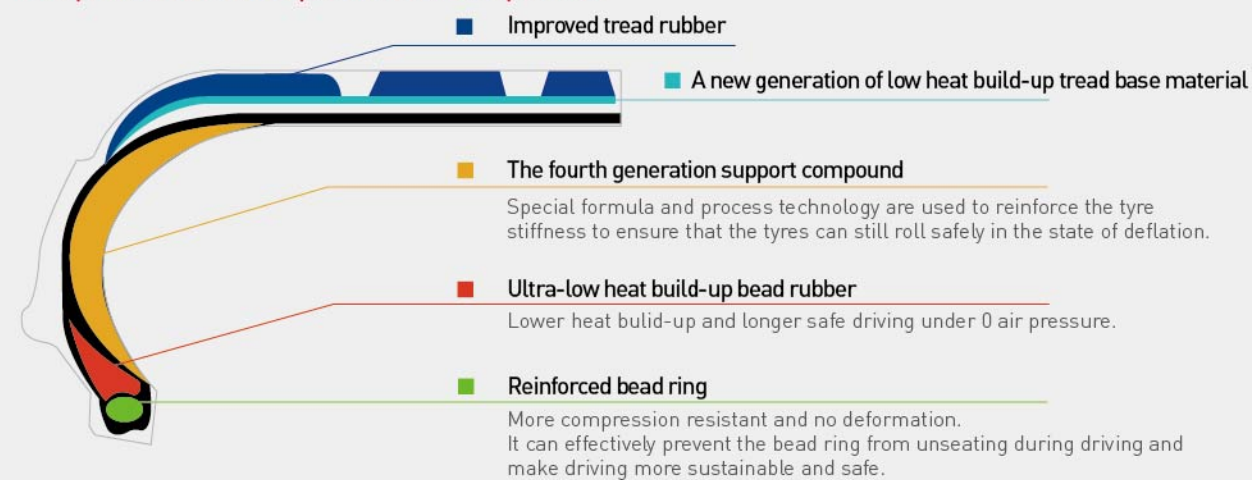 Improved tread rubber
A new generation of low heat build-up tread base material
The fourth generation support compound
Special formula and process technology are used to reinforce the tyre
stiffness to ensure that the tyres can still roll safely in the state of deflation.
Ultra-low heat build-up bead rubber
Lower heat bulid-up and longer safe driving under 0 air pressure.
Reinforced bead ring
More compression resistant and no deformation.
It can effectively prevent the bead ring from unseating during driving and
make driving more sustainable and safe.